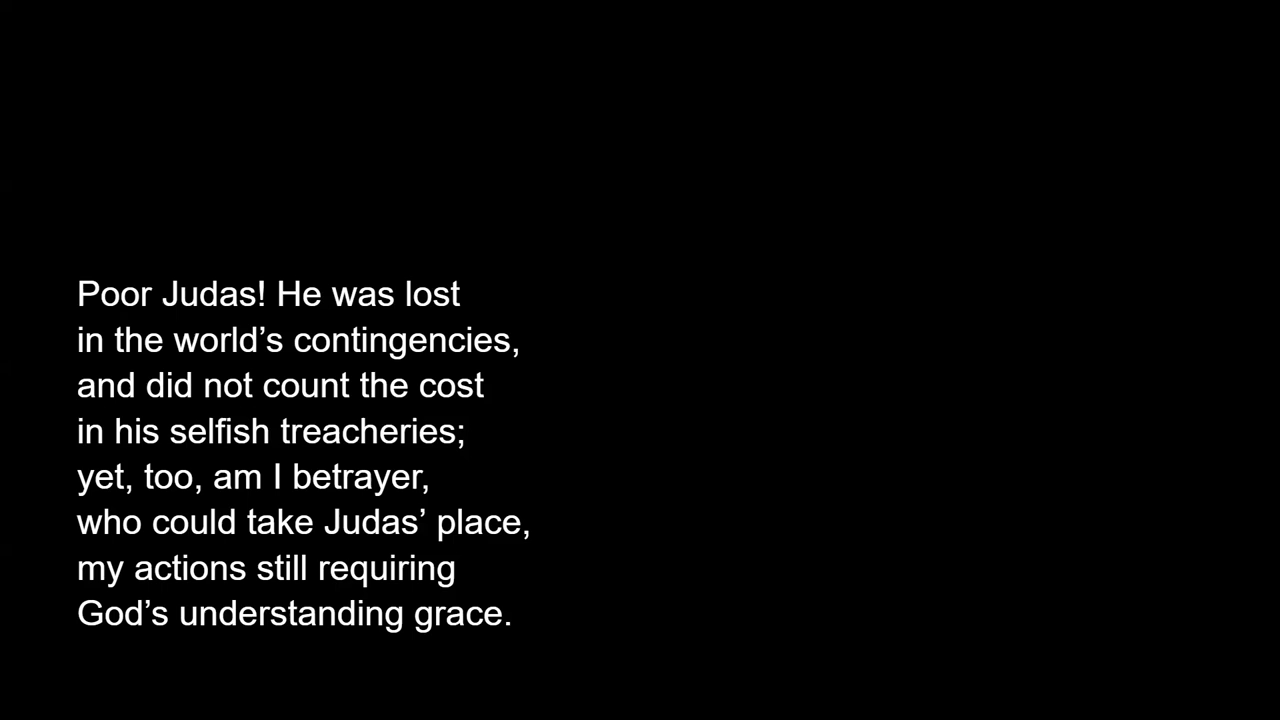 Poor Judas! He was lost
in the world’s contingencies,
and did not count the cost
in his selfish treacheries;
yet, too, am I betrayer,
who could take Judas’ place,
my actions still requiring
God’s understanding grace.